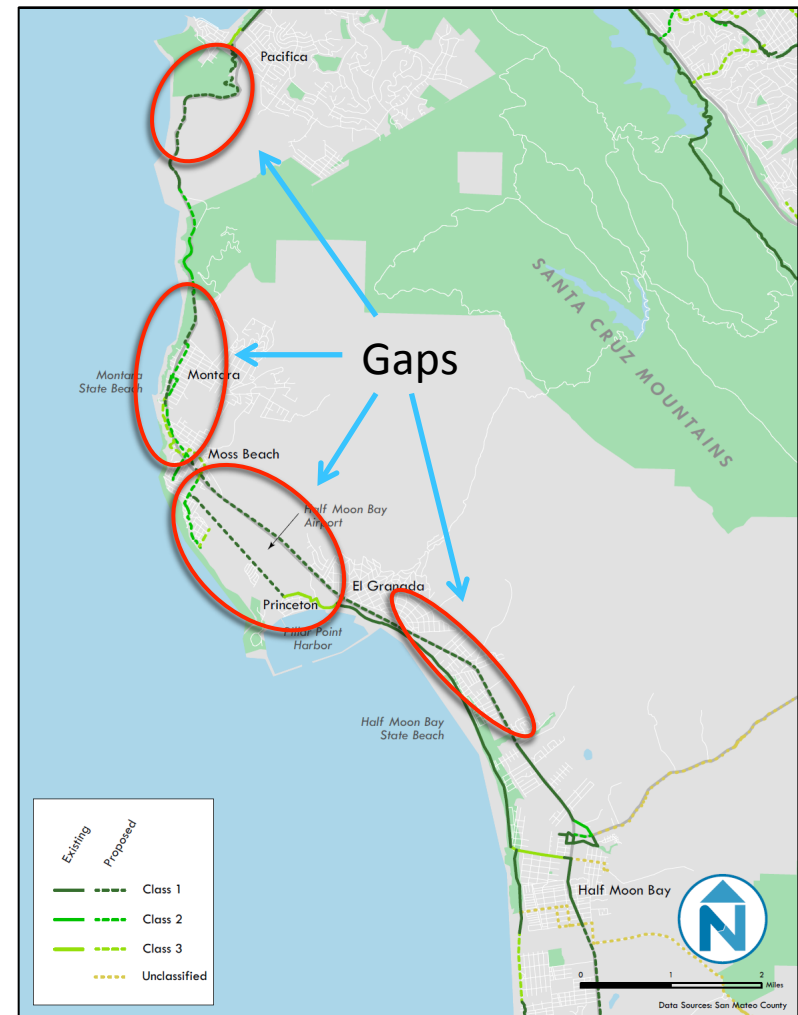 Pacifica
SANTA CRUZ MOUNTAINS
Gaps
Montara
State Beach
Montara
Moss Beach
Half Moon Bay
Airport
El Granada
Princeton
Pillar Point
Harbor
Half Moon Bay
State Beach
Existing
Proposed
Class 1
Class 2
Class 3
Unclassified
Half Moon Bay
N
0 1 2
Miles
Data Sources: San Mateo County